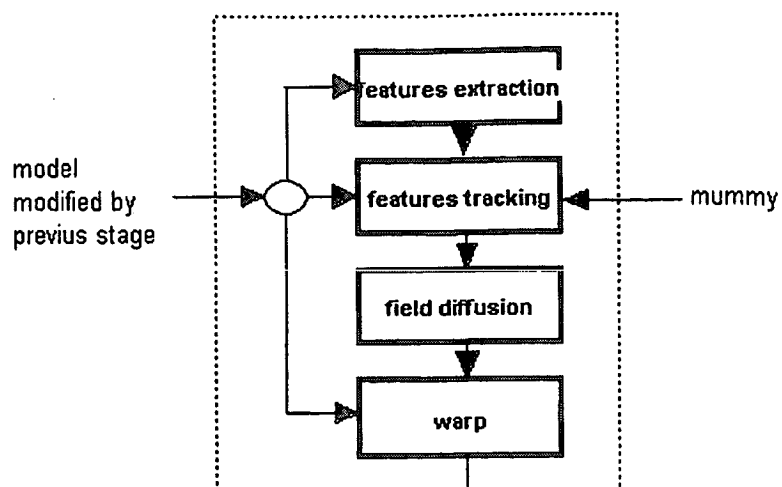 features extraction
model
modified by
previus stage
features tracking
mummy
field diffusion
warp